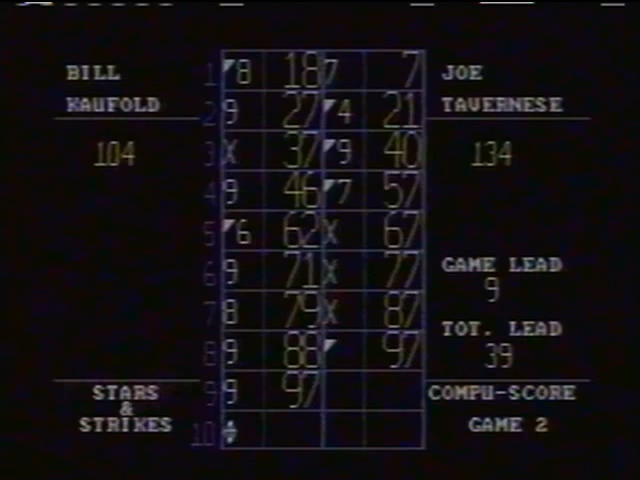 BILL
KAUFOLD
104
1 8 18 7 7
2 9 27 4 21
3 X 37 9 40
4 9 46 7 57
5 6 62 X 67
6 9 71 X 77
7 8 79 X 87
8 9 88 97
9 9 97
10
JOE
TAVERNESE
134
GAME LEAD
9
TOT. LEAD
39
STARS
&
STRIKES
COMPU-SCORE
GAME 2